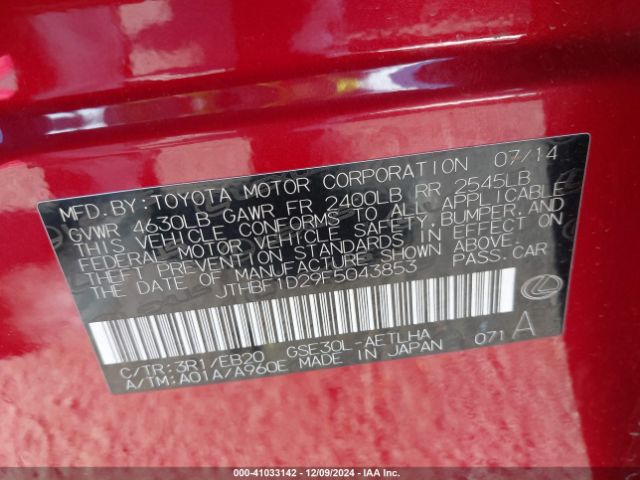 MFD. BY: TOYOTA MOTOR CORPORATION 07/14
GVWR 4630LB GAWR FR 2400LB RR 2545LB
THIS VEHICLE CONFORMS TO ALL APPLICABLE
FEDERAL MOTOR VEHICLE SAFETY, BUMPER, AND
THEFT PREVENTION STANDARDS IN EFFECT ON
THE DATE OF MANUFACTURE SHOWN ABOVE.
JTHBF1D29F5043853 PASS. CAR
C/TR: 3R1/EB20 GSE30L-AETLHA
A/TM: A01A/A960E MADE IN JAPAN 071 A
000-41033142 - 12/09/2024 - IAA Inc.